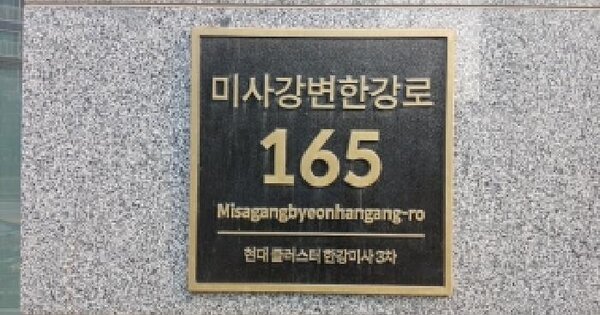 미사강변한강로
165
Misagangbyeonhangang-ro
현대 클러스터 한강미사 3차